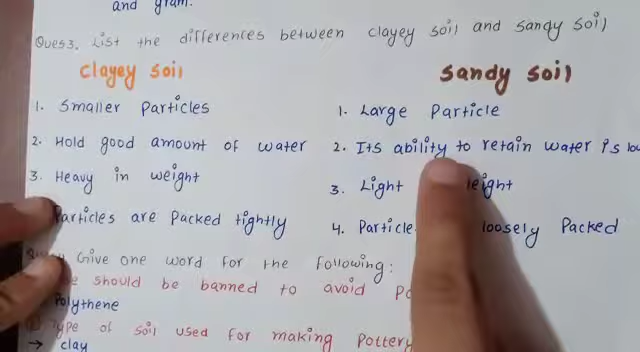 and gram.
Ques3. List the differences between clayey soil and sandy soil
Clayey soil
Sandy soil
1. Smaller Particles
1. Large Particle
2. Hold good amount of water
2. Its ability to retain water is
3. Heavy in weight
3. Light
Particles are Packed tightly
4. Particle loosely Packed
Give one word for the following:
should be banned to avoid
Polythene
Type of soil used for making Pottery
→ clay